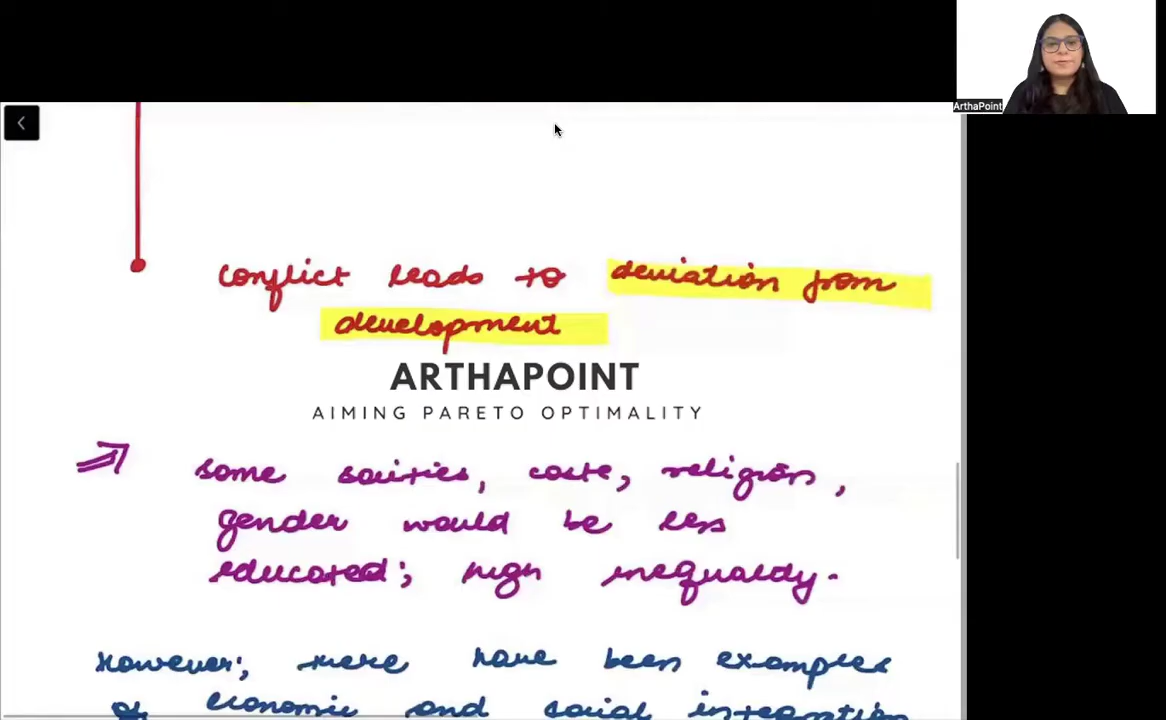 ArthaPoint
conflict leads to deviation from
development
ARTHAPOINT
AIMING PARETO OPTIMALITY
some socities, caste, religion,
gender would be less
educated; high inequality.
However; there have been examples
of economic and social integration